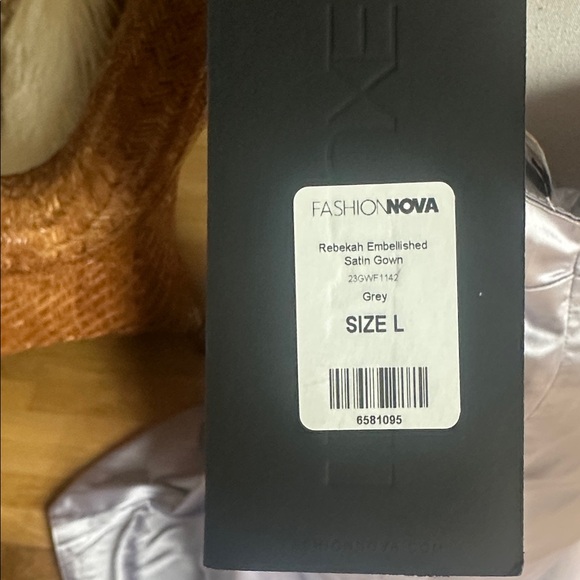 FASHIONNOVA
Rebekah Embellished
Satin Gown
23GWF1142
Grey
SIZE L
6581095